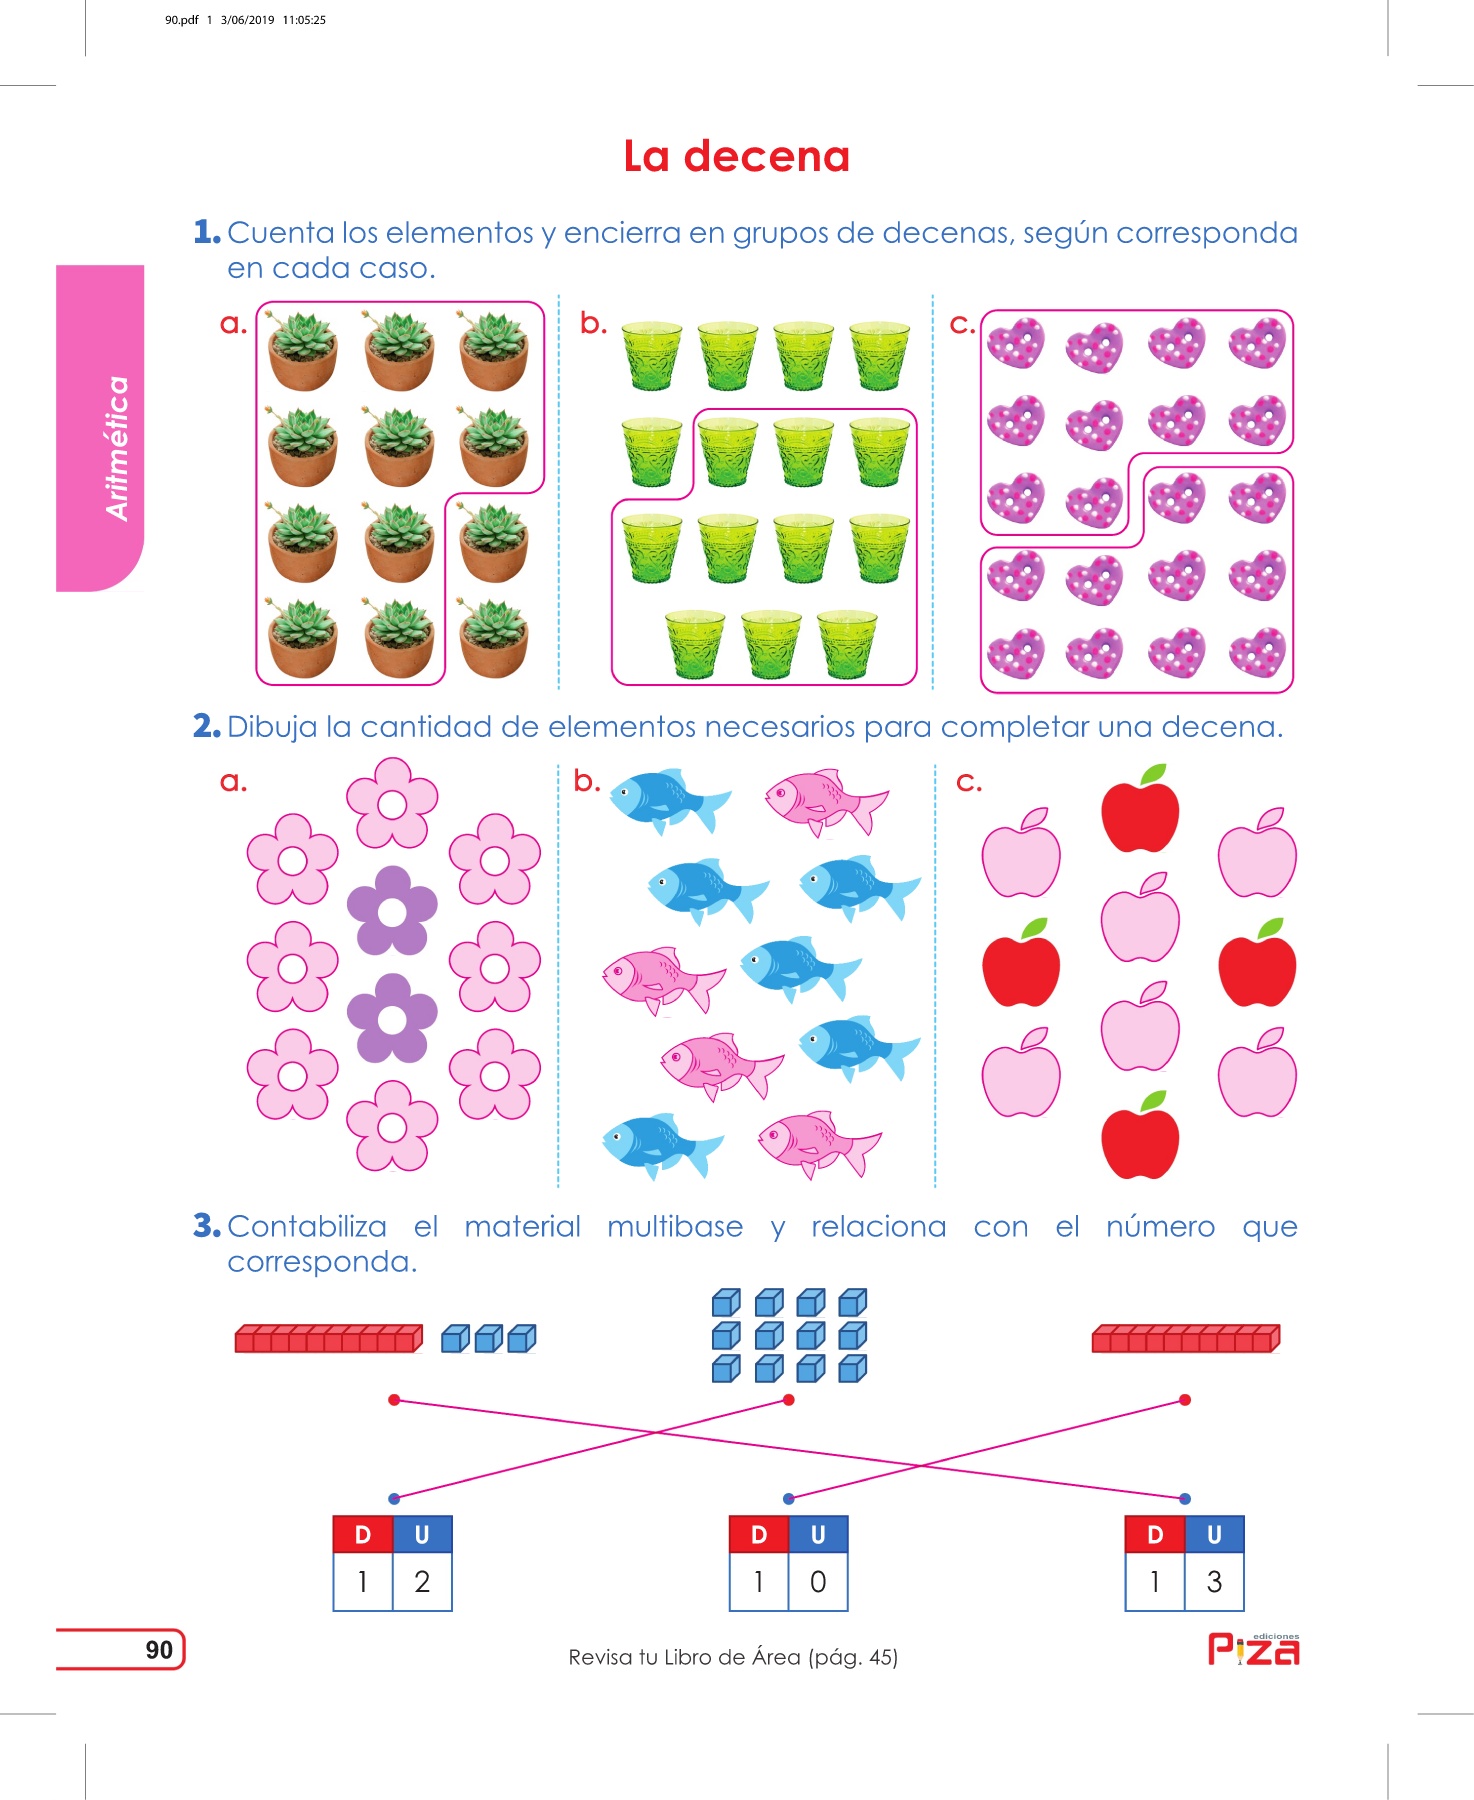 90.pdf 1 3/06/2019 11:05:25
La decena
1. Cuenta los elementos y encierra en grupos de decenas, según corresponda
en cada caso.
Aritmética
a.
b.
c.
2. Dibuja la cantidad de elementos necesarios para completar una decena.
a.
b.
c.
3. Contabiliza el material multibase y relaciona con el número que
corresponda.
D U
1 2
D U
1 0
D U
1 3
90
Revisa tu Libro de Área (pág. 45)
ediciones
Piza